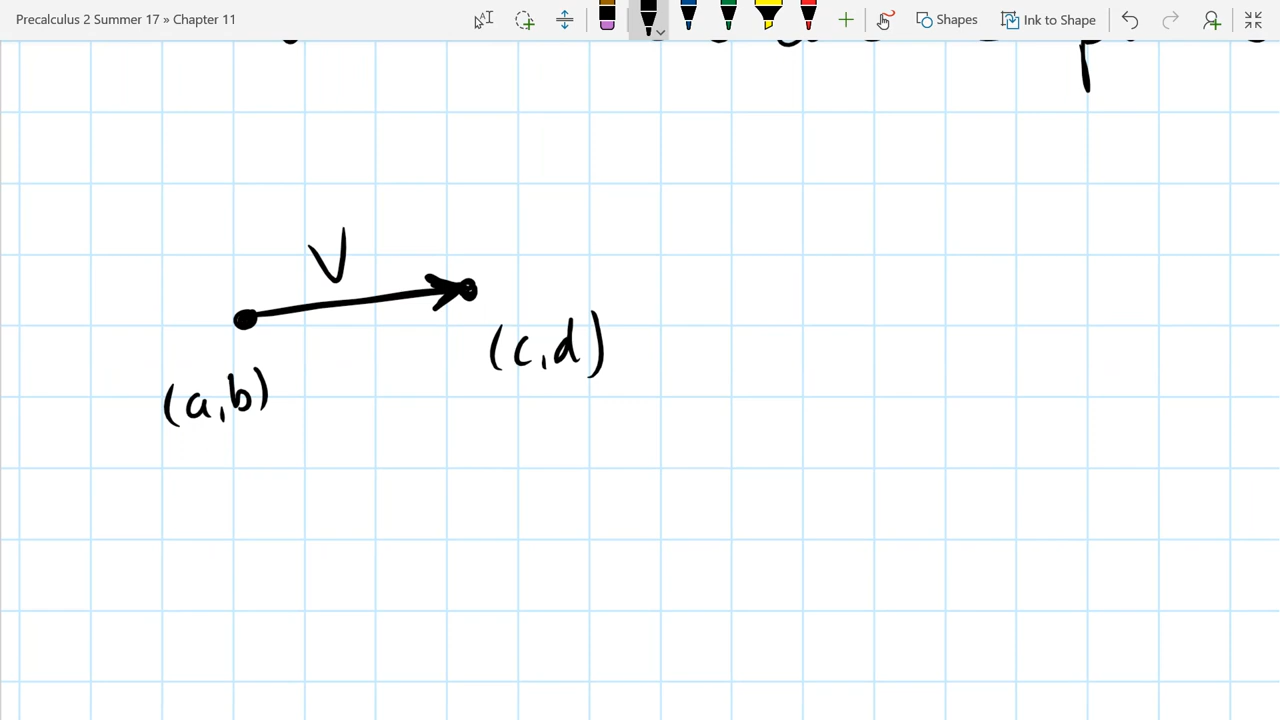 Precalculus 2 Summer 17 » Chapter 11
Shapes
Ink to Shape
V
(c,d)
(a,b)